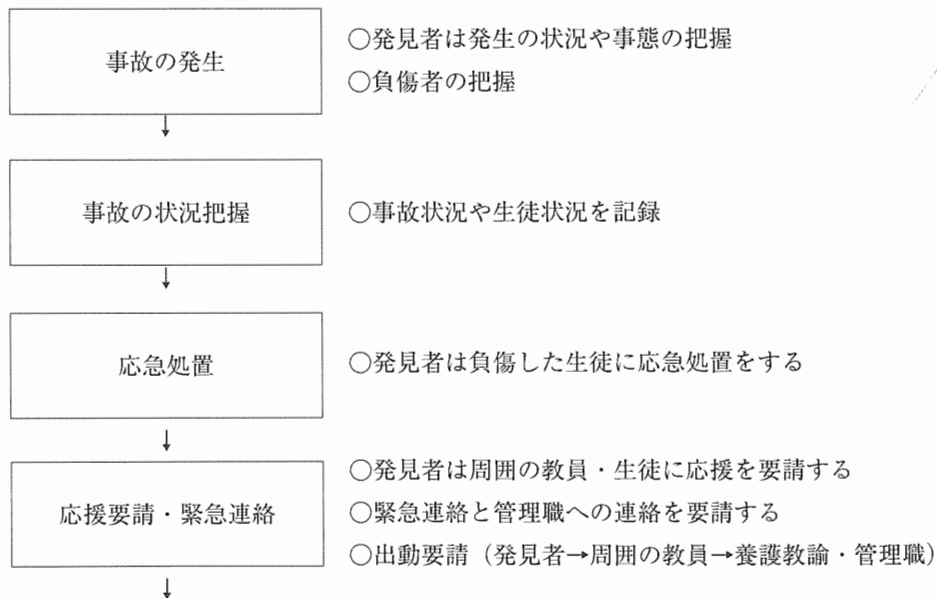 事故の発生
○発見者は発生の状況や事態の把握
○負傷者の把握
↓
事故の状況把握
○事故状況や生徒状況を記録
↓
応急処置
○発見者は負傷した生徒に応急処置をする
↓
応援要請・緊急連絡
○発見者は周囲の教員・生徒に応援を要請する
○緊急連絡と管理職への連絡を要請する
○出動要請（発見者→周囲の教員→養護教諭・管理職）
↓